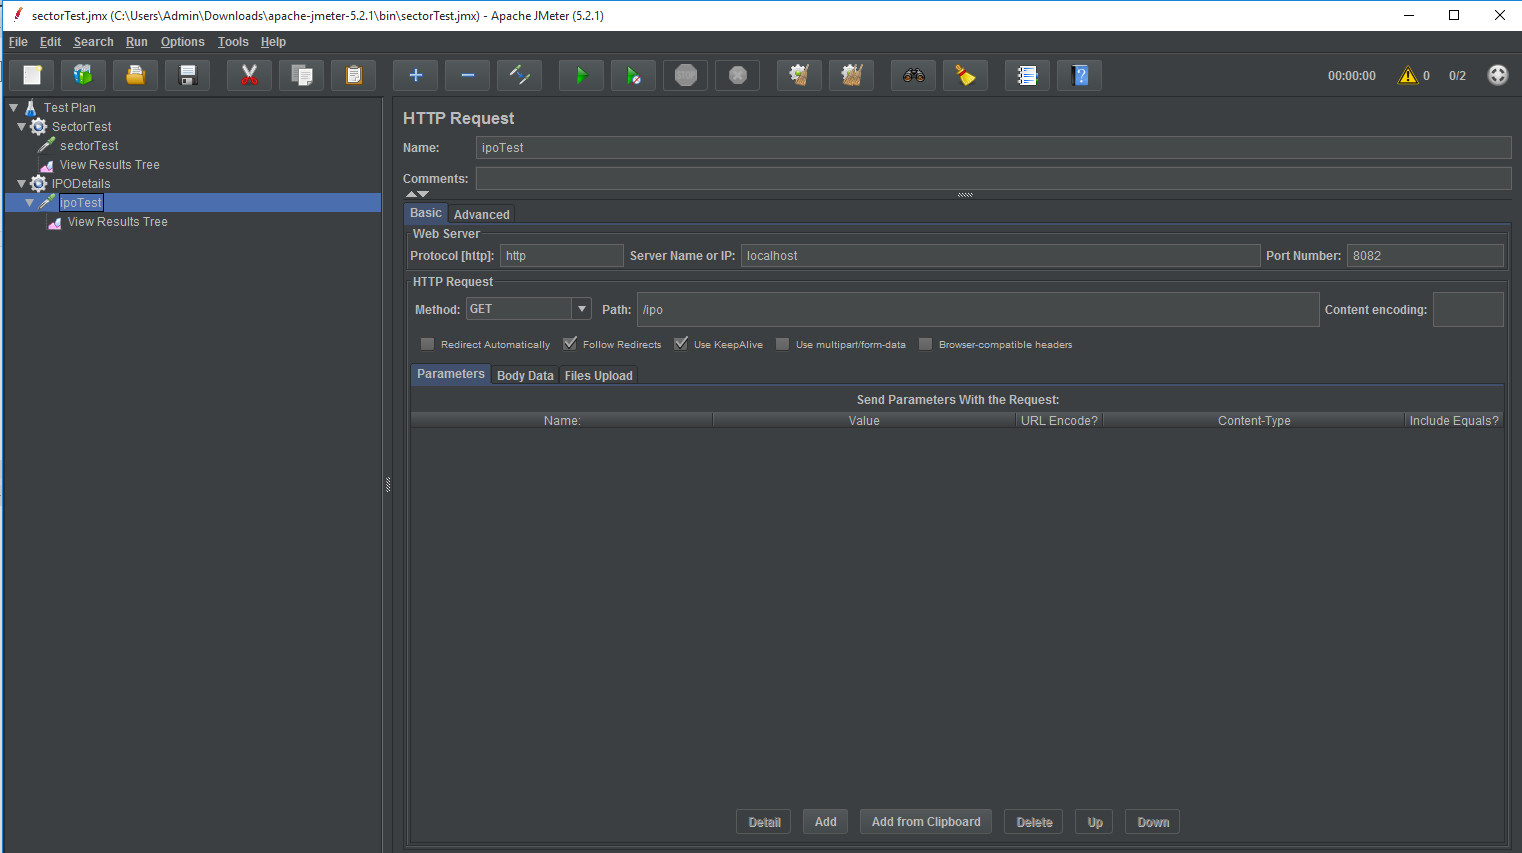 sectorTest.jmx (C:\Users\Admin\Downloads\apache-jmeter-5.2.1\bin\sectorTest.jmx) - Apache JMeter (5.2.1)
File Edit Search Run Options Tools Help
STOP 00:00:00 0 0/2
Test Plan
SectorTest
sectorTest
View Results Tree
IPODetails
ipoTest
View Results Tree
HTTP Request
Name: ipoTest
Comments:
Basic Advanced
Web Server
Protocol [http]: http Server Name or IP: localhost Port Number: 8082
HTTP Request
Method: GET Path: /ipo Content encoding:
Redirect Automatically Follow Redirects Use KeepAlive Use multipart/form-data Browser-compatible headers
Parameters Body Data Files Upload
Send Parameters With the Request:
Name: Value URL Encode? Content-Type Include Equals?
Detail Add Add from Clipboard Delete Up Down